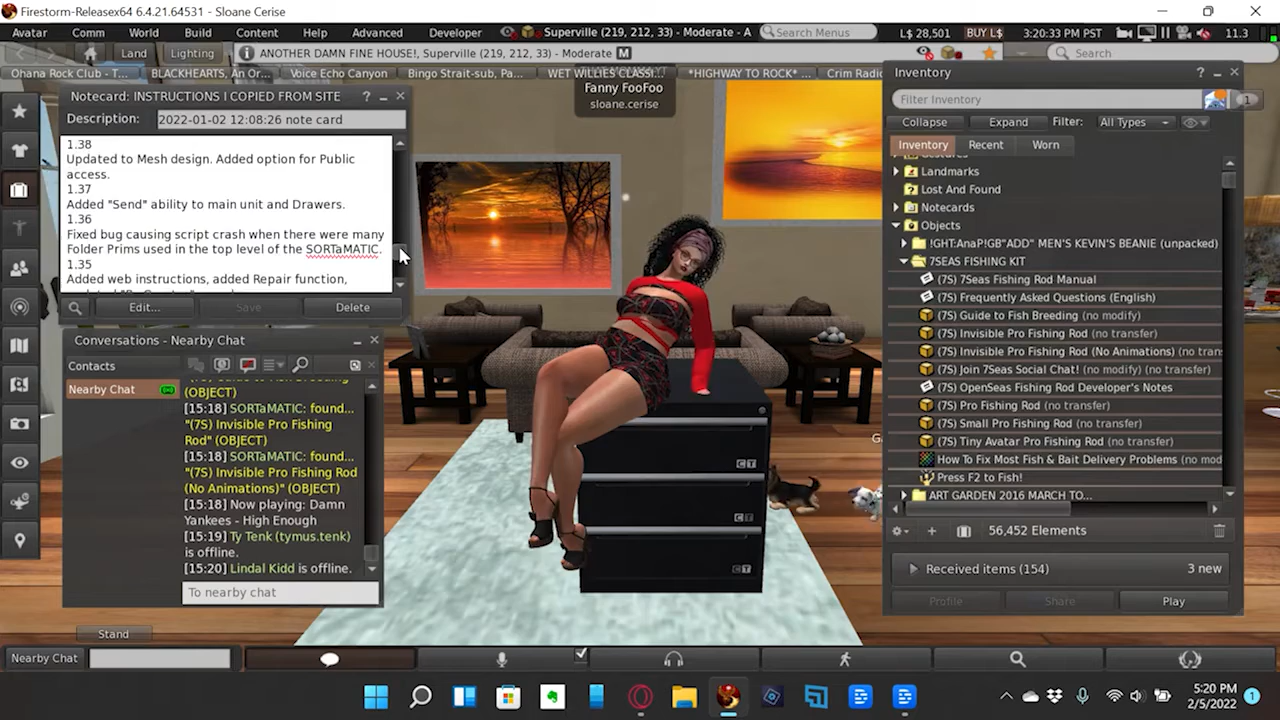 Firestorm-Releasex64 6.4.21.64531 - Sloane Cerise
Avatar Comm World Build Content Help Advanced Developer Superville (219, 212, 33) - Moderate - A Search Menus L$ 28,501 BUY L$ 3:20:33 PM PST 11.3
Land Lighting ANOTHER DAMN FINE HOUSE!, Superville (219, 212, 33) - Moderate M Search
Ohana Rock Club - T... BLACKHEARTS, An Or... Voice Echo Canyon Bingo Strait-sub, Pa... WET WILLIES CLASSI... *HIGHWAY TO ROCK* ... Crim Radi
Fanny FooFoo
sloane.cerise
Notecard: INSTRUCTIONS I COPIED FROM SITE ?
Description: 2022-01-02 12:08:26 note card
1.38
Updated to Mesh design. Added option for Public
access.
1.37
Added "Send" ability to main unit and Drawers.
1.36
Fixed bug causing script crash when there were many
Folder Prims used in the top level of the SORTaMATIC.
1.35
Added web instructions, added Repair function,
Edit... Save Delete
Conversations - Nearby Chat
Contacts
Nearby Chat
(OBJECT)
[15:18] SORTaMATIC: found...
"(7S) Invisible Pro Fishing
Rod" (OBJECT)
[15:18] SORTaMATIC: found...
"(7S) Invisible Pro Fishing Rod
(No Animations)" (OBJECT)
[15:18] Now playing: Damn
Yankees - High Enough
[15:19] Ty Tenk (tymus.tenk)
is offline.
[15:20] Lindal Kidd is offline.
To nearby chat
Stand
CT
CT
CT
Inventory ?
Filter Inventory 1
Collapse Expand Filter: All Types
Inventory Recent Worn
Gestures
Landmarks
Lost And Found
Notecards
Objects
!GHT:AnaP!GB"ADD" MEN'S KEVIN'S BEANIE (unpacked)
7SEAS FISHING KIT
(7S) 7Seas Fishing Rod Manual
(7S) Frequently Asked Questions (English)
(7S) Guide to Fish Breeding (no modify)
(7S) Invisible Pro Fishing Rod (no transfer)
(7S) Invisible Pro Fishing Rod (No Animations) (no trans
(7S) Join 7Seas Social Chat! (no modify) (no transfer)
(7S) OpenSeas Fishing Rod Developer's Notes
(7S) Pro Fishing Rod (no transfer)
(7S) Small Pro Fishing Rod (no transfer)
(7S) Tiny Avatar Pro Fishing Rod (no transfer)
How To Fix Most Fish & Bait Delivery Problems (no mod
Press F2 to Fish!
ART GARDEN 2016 MARCH TO...
56,452 Elements
Received items (154) 3 new
Profile Share Play
Nearby Chat
5:20 PM
2/5/2022 1